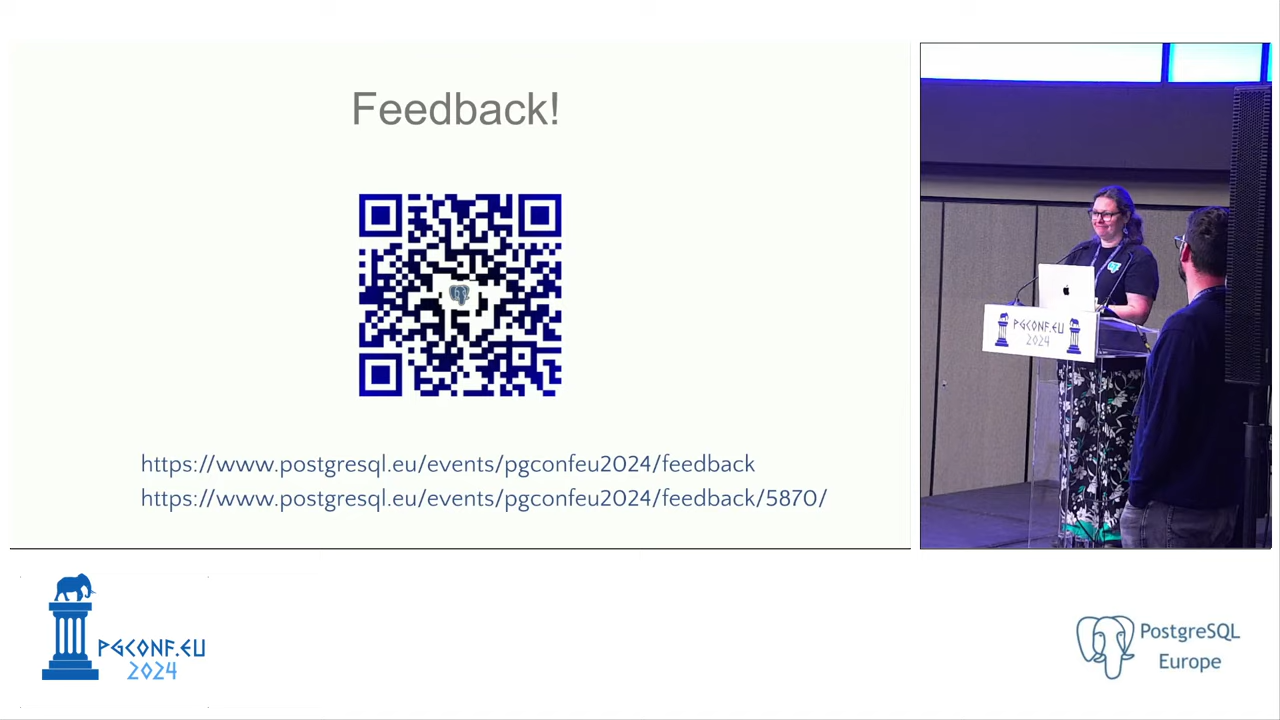 Feedback!
https://www.postgresql.eu/events/pgconfeu2024/feedback
https://www.postgresql.eu/events/pgconfeu2024/feedback/5870/
PGCONF.EU
2024
PGCONF.EU
2024
PostgreSQL
Europe